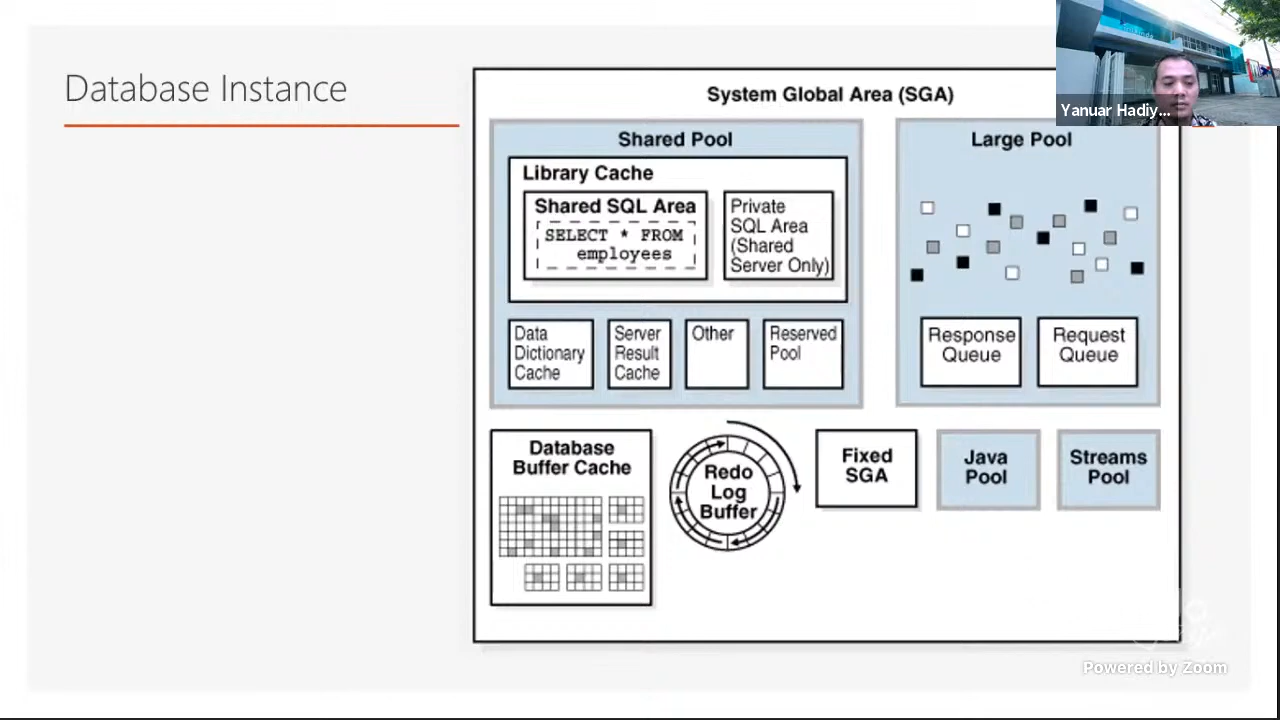 Database Instance
System Global Area (SGA)
Yanuar Hadiy...
Shared Pool
Library Cache
Shared SQL Area
SELECT * FROM
employees
Private
SQL Area
(Shared
Server Only)
Data
Dictionary
Cache
Server
Result
Cache
Other
Reserved
Pool
Large Pool
Response
Queue
Request
Queue
Database
Buffer Cache
Redo
Log
Buffer
Fixed
SGA
Java
Pool
Streams
Pool
Powered by Zoom